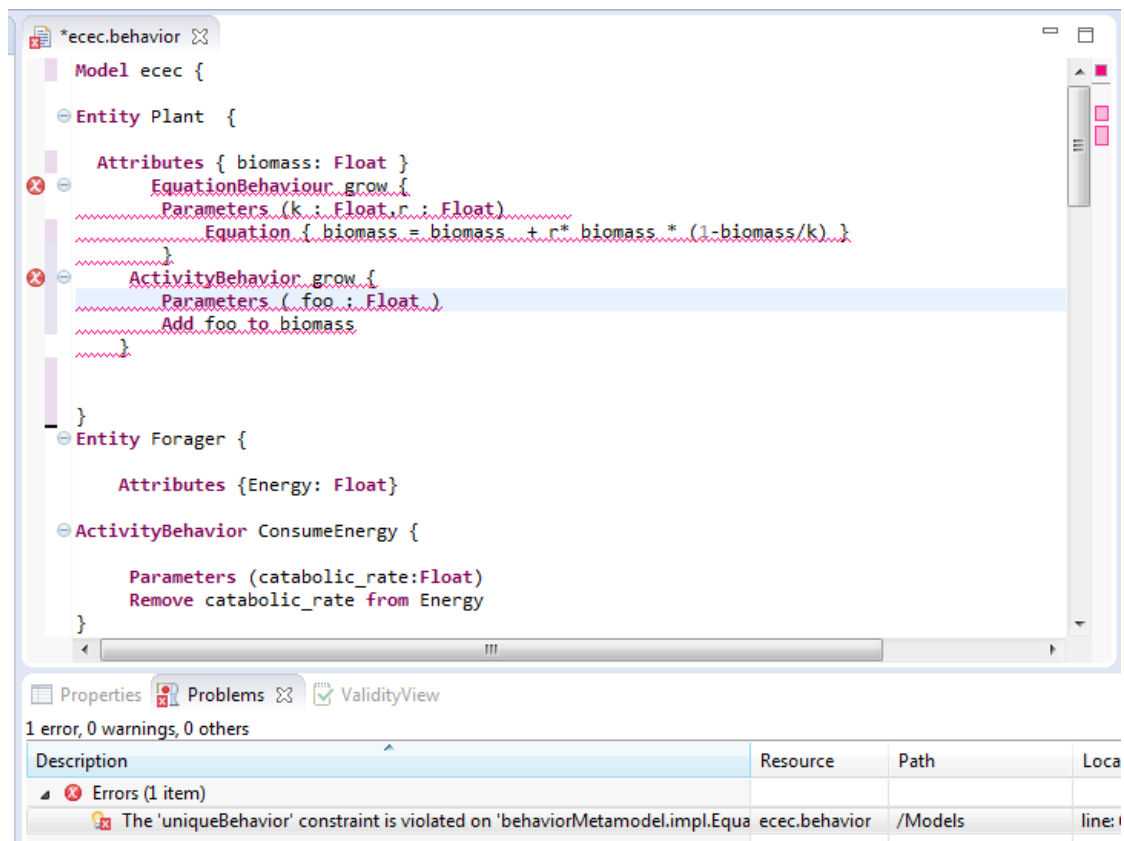 *ecec.behavior
Model ecec {
Entity Plant {
Attributes { biomass: Float }
EquationBehaviour grow {
Parameters (k : Float,r : Float)
Equation { biomass = biomass + r* biomass * (1-biomass/k) }
}
ActivityBehavior grow {
Parameters ( foo : Float )
Add foo to biomass
}
}
Entity Forager {
Attributes {Energy: Float}
ActivityBehavior ConsumeEnergy {
Parameters (catabolic_rate:Float)
Remove catabolic_rate from Energy
}
Properties Problems ValidityView
1 error, 0 warnings, 0 others
Description Resource Path Loca
Errors (1 item)
The 'uniqueBehavior' constraint is violated on 'behaviorMetamodel.impl.Equa ecec.behavior /Models line: